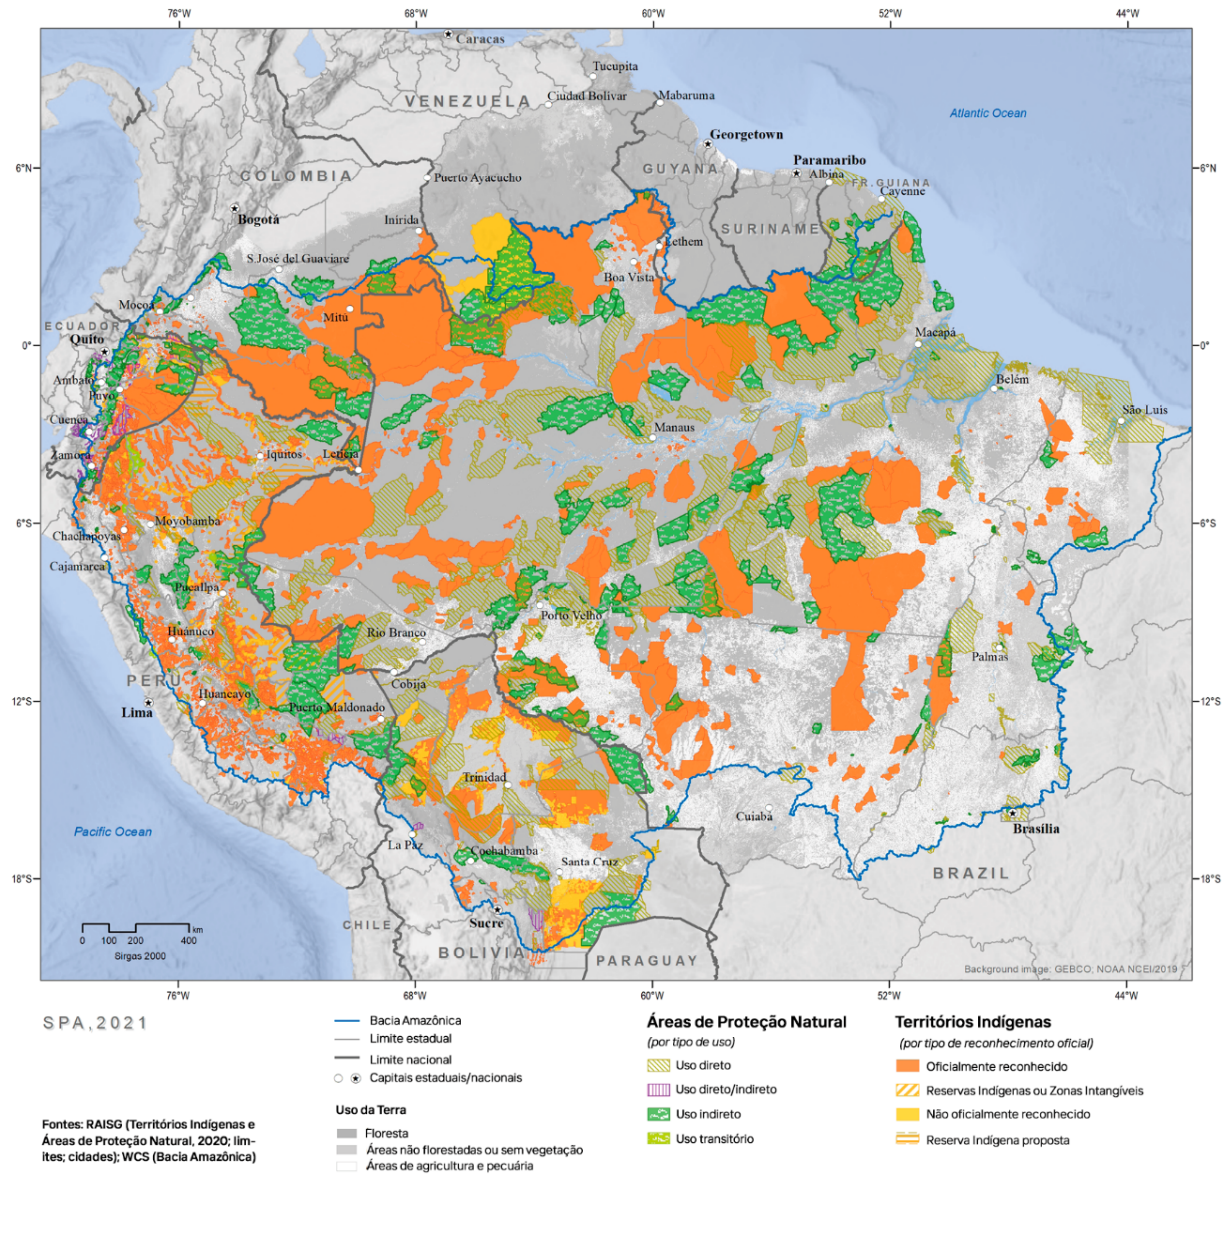 76°W 68°W 60°W 52°W 44°W
Caracas
Tucupita
Ciudad Bolivar
Mabaruma
VENEZUELA
Atlantic Ocean
Georgetown
Paramaribo
6°N 6°N
COLOMBIA
Puerto Ayacucho
GUYANA
Albina
FR. GUIANA
Cayenne
Bogotá
Inírida
SURINAME
Lethem
S.José del Guaviare
Boa Vista
Mocoa
Mitú
ECUADOR
Quito
Macapá
0° 0°
Ambato
Puyo
Belém
Cuenca
São Luis
Manaus
Zamora
Iquitos
Leticia
6°S 6°S
Moyobamba
Chachapoyas
Cajamarca
Pucallpa
Porto Velho
Huánuco
Rio Branco
Palmas
PERU
Cobija
Huancayo
12°S 12°S
Lima
Puerto Maldonado
Trinidad
Pacific Ocean
Cuiabá
Brasília
La Paz
Cochabamba
Santa Cruz
BRAZIL
18°S 18°S
Sucre
CHILE
BOLIVIA
PARAGUAY
0 100 200 400 km
Sirgas 2000
Background image: GEBCO; NOAA NCEI/2019
76°W 68°W 60°W 52°W 44°W
SPA,2021
Bacia Amazônica
Limite estadual
Limite nacional
Capitais estaduais/nacionais
Uso da Terra
Floresta
Áreas não florestadas ou sem vegetação
Áreas de agricultura e pecuária
Áreas de Proteção Natural
(por tipo de uso)
Uso direto
Uso direto/indireto
Uso indireto
Uso transitório
Territórios Indígenas
(por tipo de reconhecimento oficial)
Oficialmente reconhecido
Reservas Indígenas ou Zonas Intangíveis
Não oficialmente reconhecido
Reserva Indígena proposta
Fontes: RAISG (Territórios Indígenas e
Áreas de Proteção Natural, 2020; lim-
ites; cidades); WCS (Bacia Amazônica)